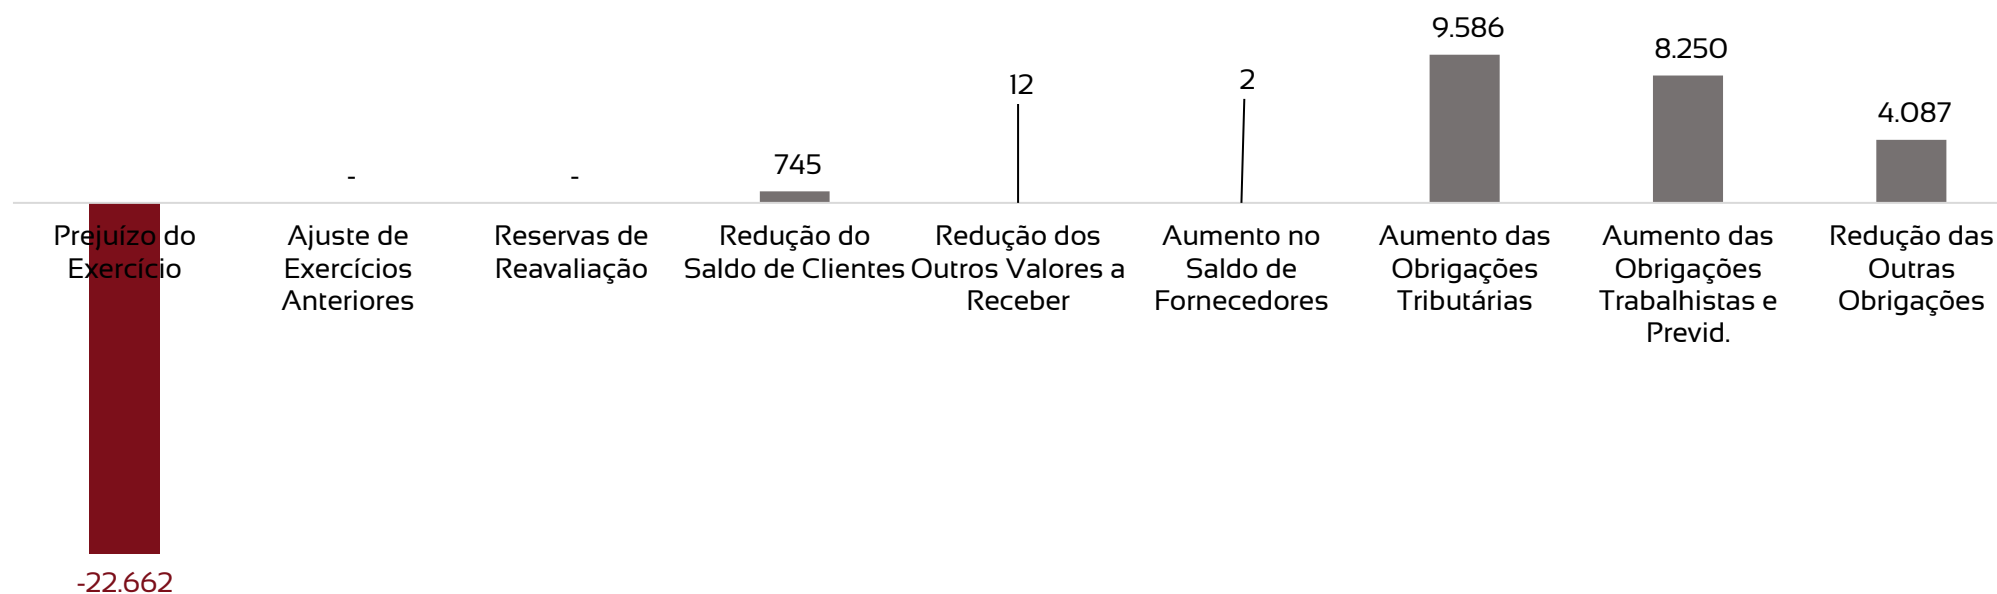 9.586
8.250
12
2
4.087
745
-
-
Prejuízo do
Exercício
Ajuste de
Exercícios
Anteriores
Reservas de
Reavaliação
Redução do
Saldo de Clientes
Redução dos
Outros Valores a
Receber
Aumento no
Saldo de
Fornecedores
Aumento das
Obrigações
Tributárias
Aumento das
Obrigações
Trabalhistas e
Previd.
Redução das
Outras
Obrigações
-22.662